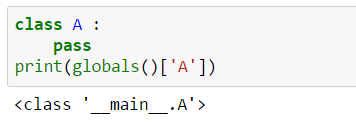 class A :
    pass
print(globals()['A'])
<class '__main__.A'>